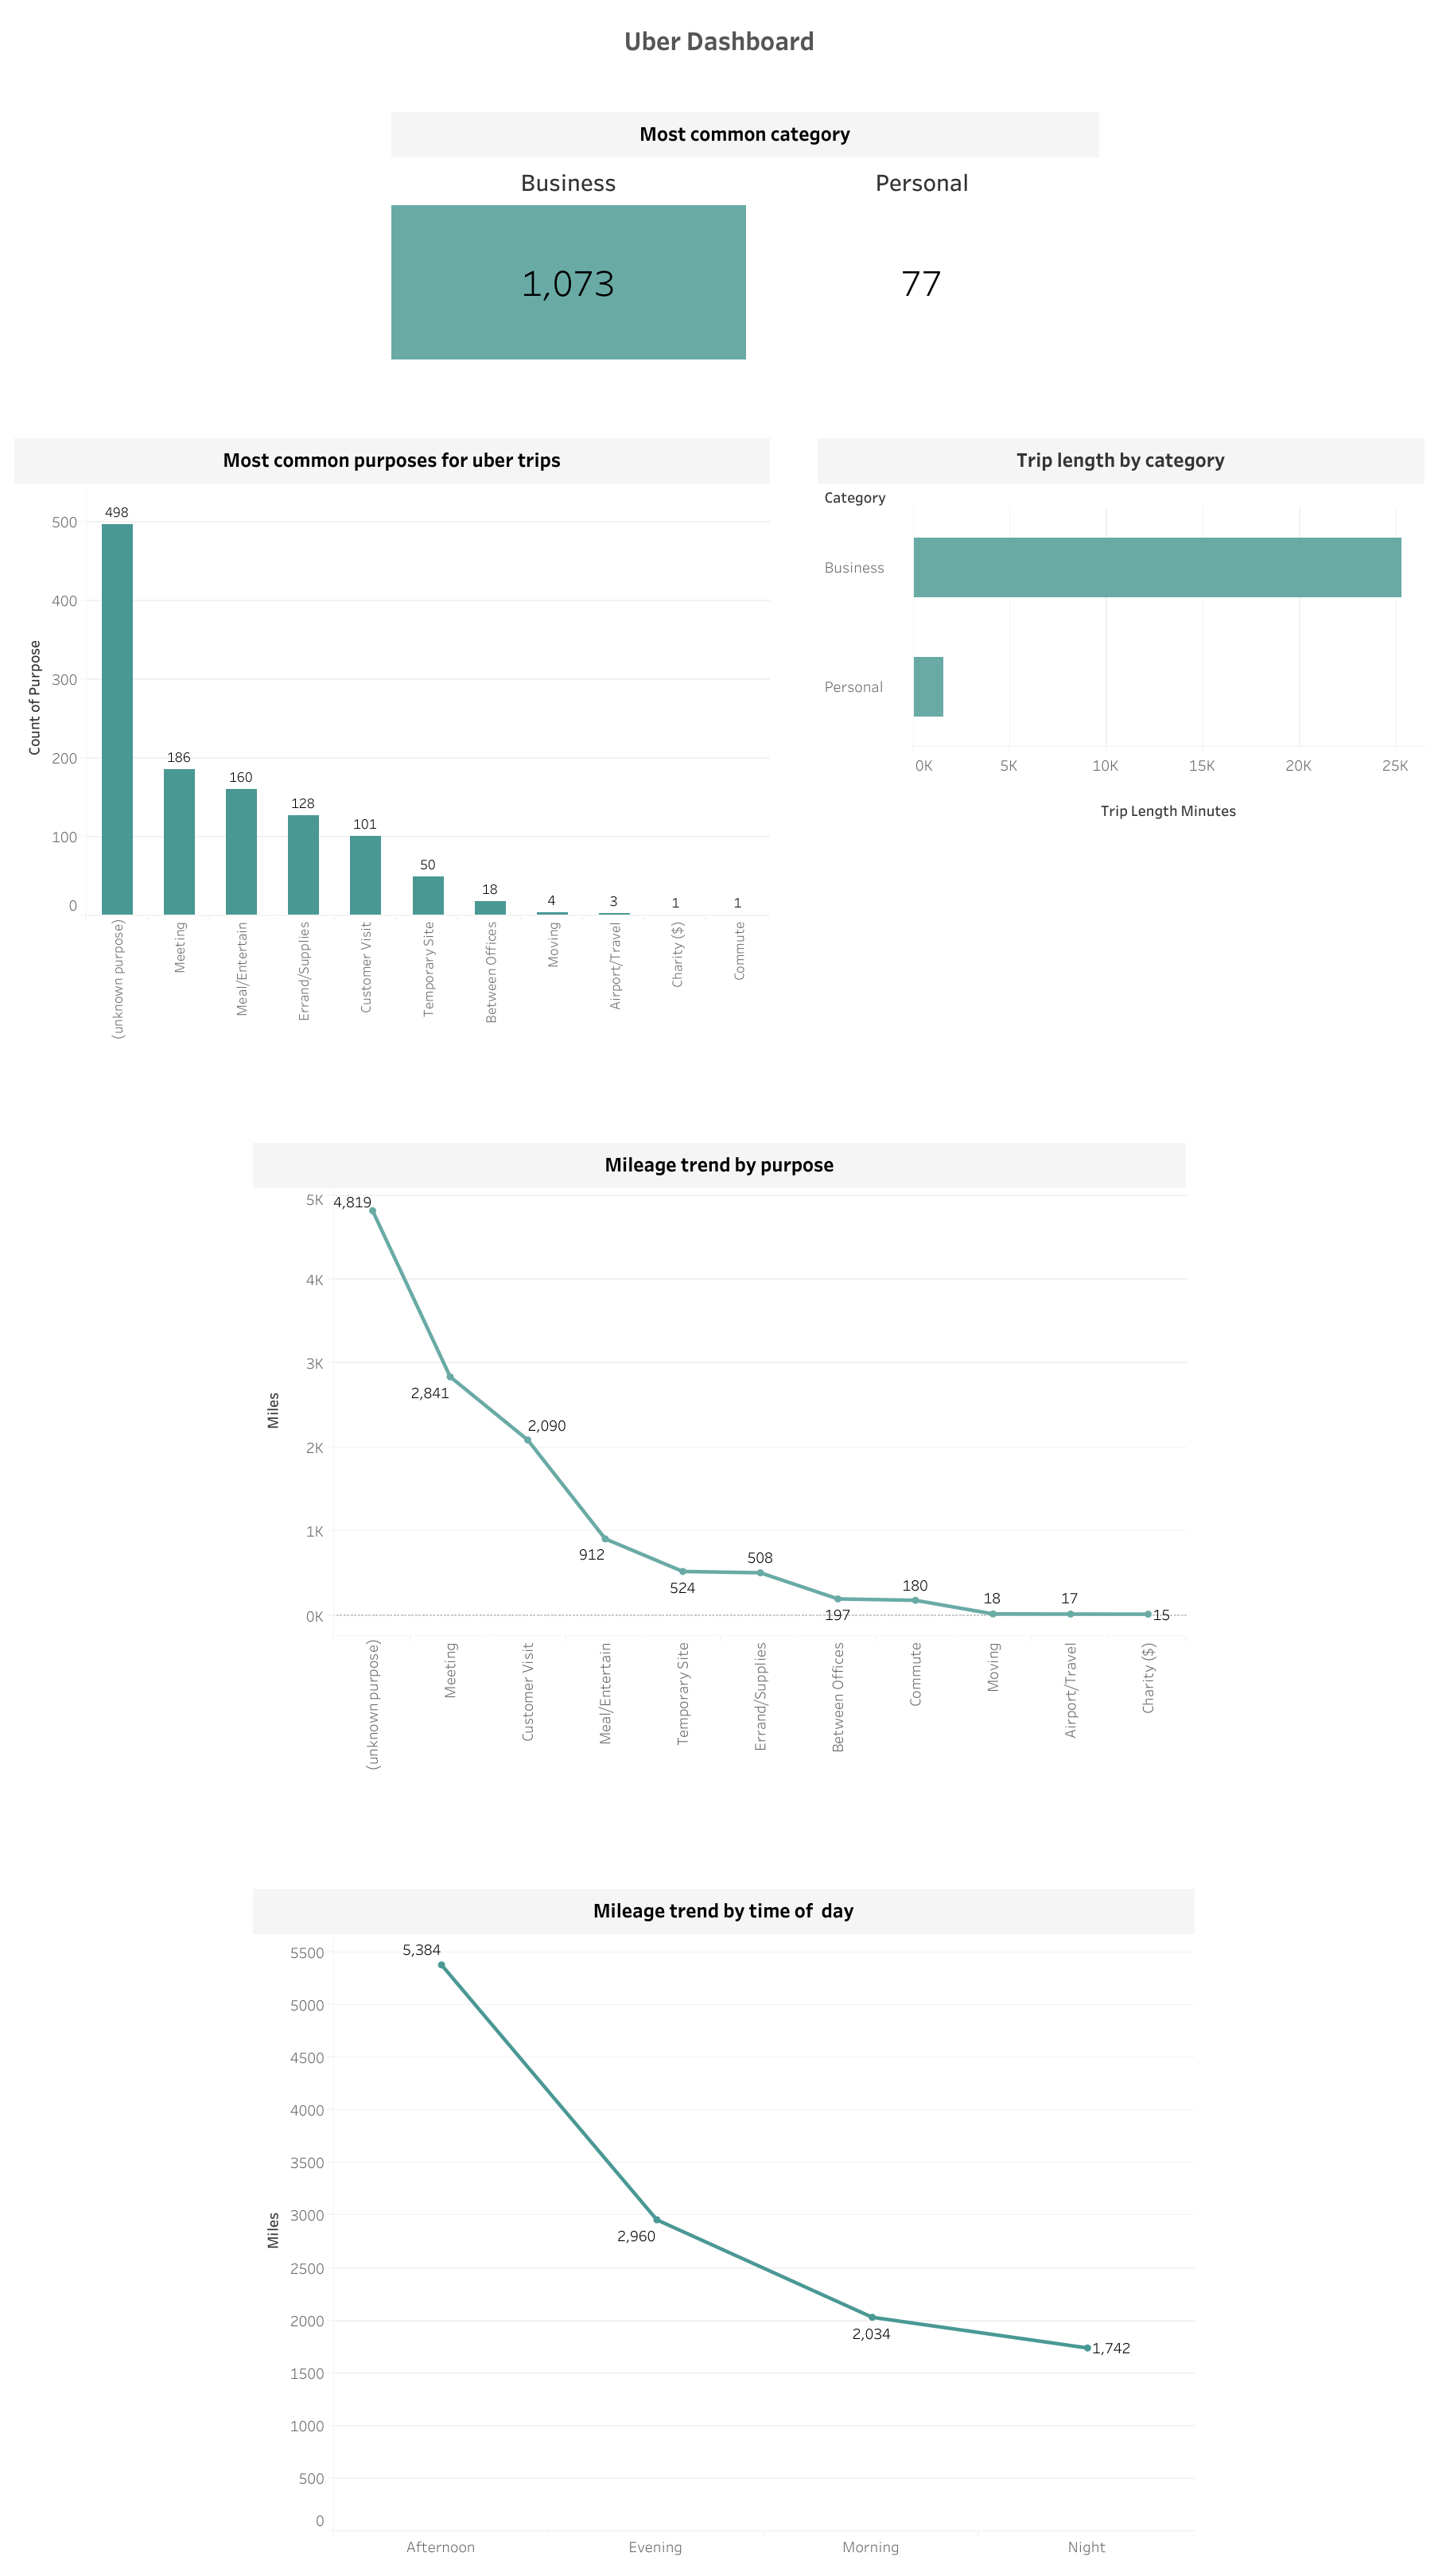 Uber Dashboard
Most common category
Business
Personal
1,073
77
Most common purposes for uber trips
Count of Purpose
500
400
300
200
100
0
498
186
160
128
101
50
18
4
3
1
1
(unknown purpose)
Meeting
Meal/Entertain
Errand/Supplies
Customer Visit
Temporary Site
Between Offices
Moving
Airport/Travel
Charity ($)
Commute
Trip length by category
Category
Business
Personal
0K
5K
10K
15K
20K
25K
Trip Length Minutes
Mileage trend by purpose
Miles
5K
4K
3K
2K
1K
0K
4,819
2,841
2,090
912
524
508
197
180
18
17
15
(unknown purpose)
Meeting
Customer Visit
Meal/Entertain
Temporary Site
Errand/Supplies
Between Offices
Commute
Moving
Airport/Travel
Charity ($)
Mileage trend by time of  day
Miles
5500
5000
4500
4000
3500
3000
2500
2000
1500
1000
500
0
5,384
2,960
2,034
1,742
Afternoon
Evening
Morning
Night